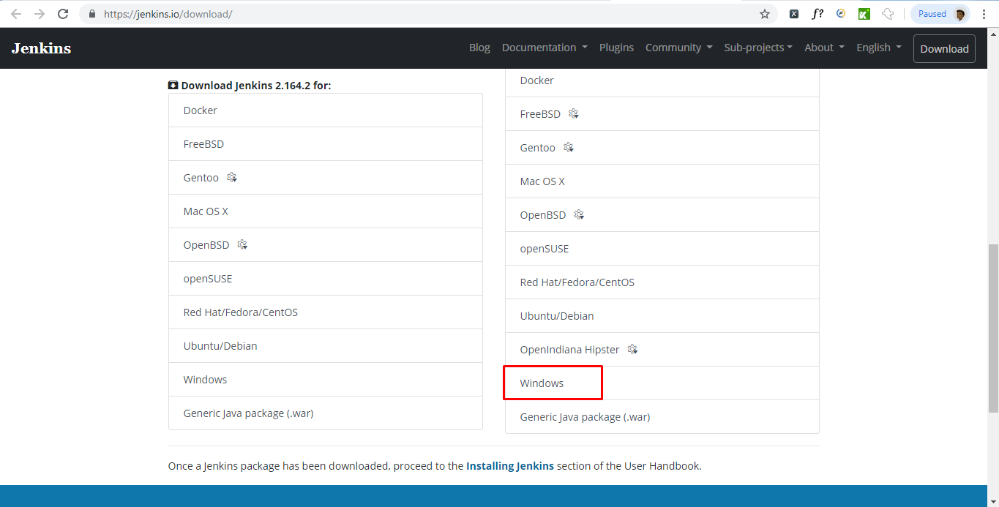 https://jenkins.io/download/
f?
Paused
Jenkins
Blog Documentation Plugins Community Sub-projects About English Download
Download Jenkins 2.164.2 for:
Docker
FreeBSD
Gentoo
Mac OS X
OpenBSD
openSUSE
Red Hat/Fedora/CentOS
Ubuntu/Debian
Windows
Generic Java package (.war)
Docker
FreeBSD
Gentoo
Mac OS X
OpenBSD
openSUSE
Red Hat/Fedora/CentOS
Ubuntu/Debian
OpenIndiana Hipster
Windows
Generic Java package (.war)
Once a Jenkins package has been downloaded, proceed to the Installing Jenkins section of the User Handbook.